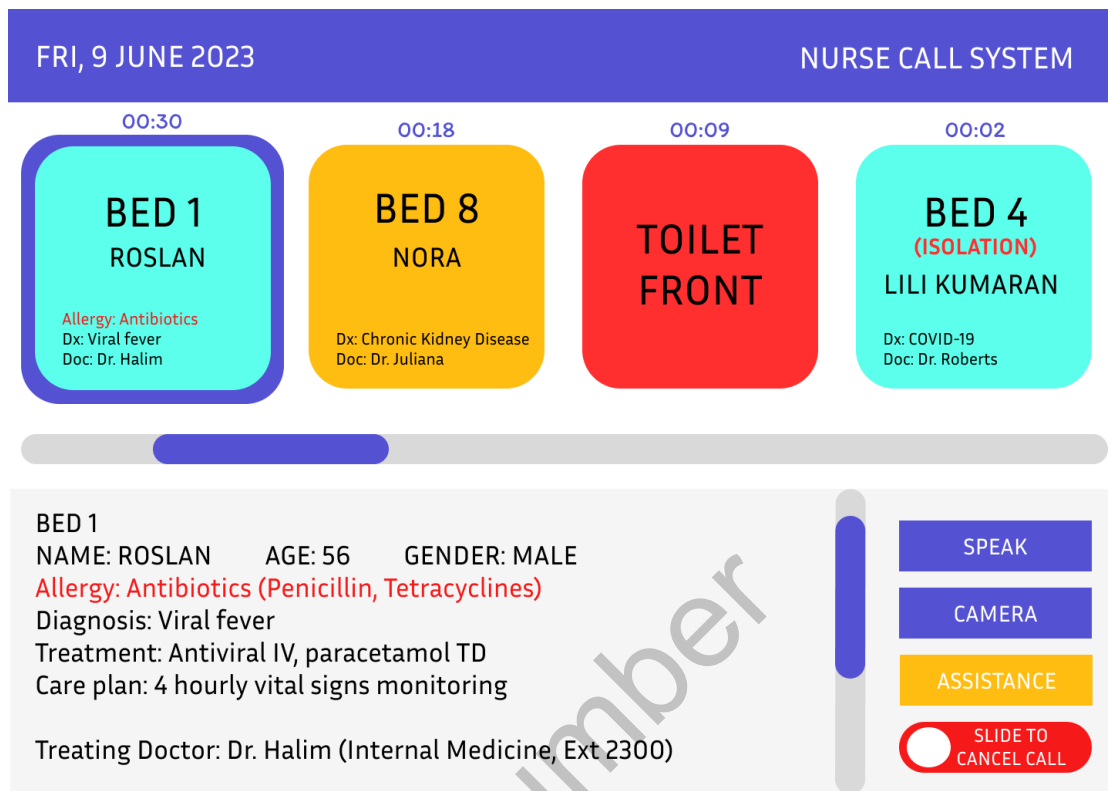 FRI, 9 JUNE 2023
NURSE CALL SYSTEM
00:30
BED 1
ROSLAN
Allergy: Antibiotics
Dx: Viral fever
Doc: Dr. Halim
00:18
BED 8
NORA
Dx: Chronic Kidney Disease
Doc: Dr. Juliana
00:09
TOILET
FRONT
00:02
BED 4
(ISOLATION)
LILI KUMARAN
Dx: COVID-19
Doc: Dr. Roberts
BED 1
NAME: ROSLAN AGE: 56 GENDER: MALE
Allergy: Antibiotics (Penicillin, Tetracyclines)
Diagnosis: Viral fever
Treatment: Antiviral IV, paracetamol TD
Care plan: 4 hourly vital signs monitoring
Treating Doctor: Dr. Halim (Internal Medicine, Ext 2300)
SPEAK
CAMERA
ASSISTANCE
SLIDE TO
CANCEL CALL